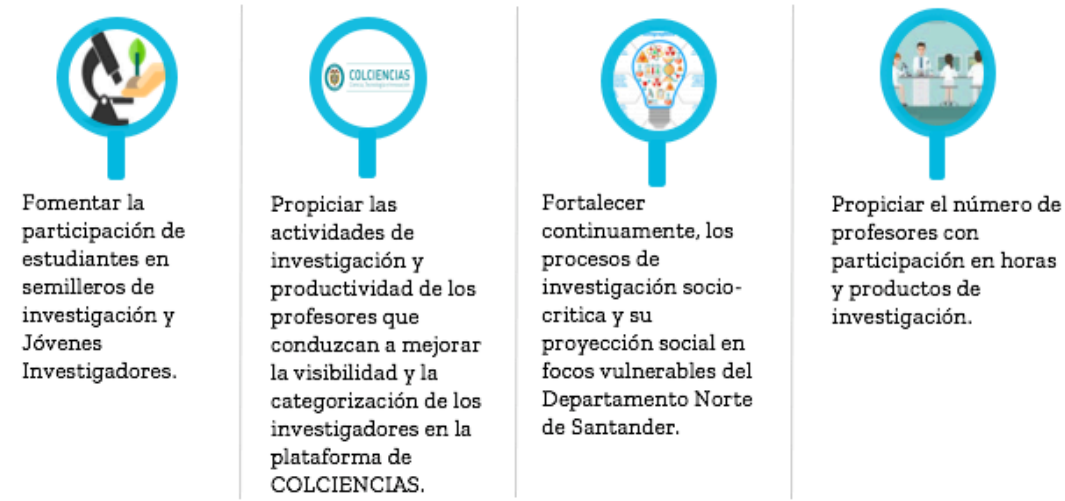 COLCIENCIAS
Fomentar la
participación de
estudiantes en
semilleros de
investigación y
Jóvenes
Investigadores.
Propiciar las
actividades de
investigación y
productividad de los
profesores que
conduzcan a mejorar
la visibilidad y la
categorización de los
investigadores en la
plataforma de
COLCIENCIAS.
Fortalecer
continuamente, los
procesos de
investigación socio-
critica y su
proyección social en
focos vulnerables del
Departamento Norte
de Santander.
Propiciar el número de
profesores con
participación en horas
y productos de
investigación.